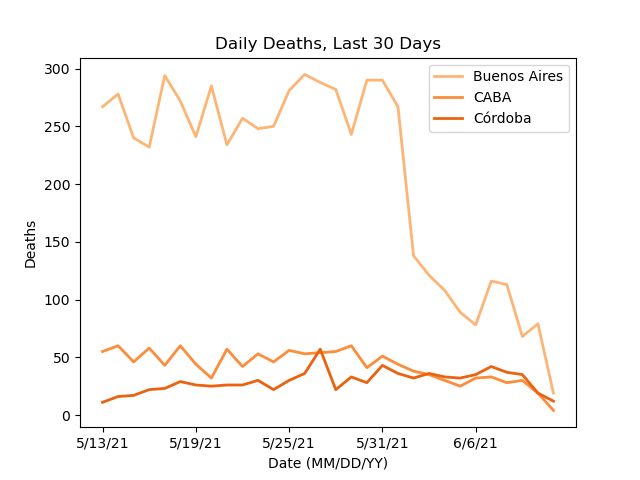 Daily Deaths, Last 30 Days
Buenos Aires
CABA
Córdoba
300
250
200
150
100
50
0
Deaths
5/13/21
5/19/21
5/25/21
5/31/21
6/6/21
Date (MM/DD/YY)